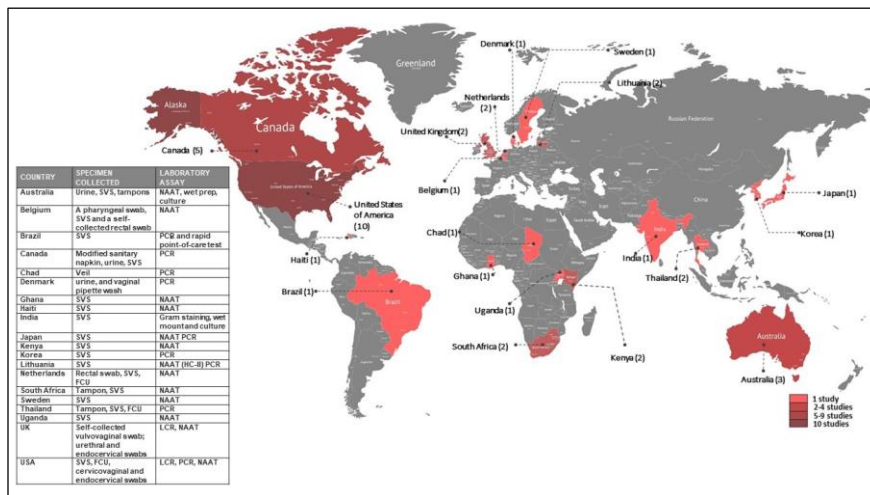 Denmark (1)
Sweden (1)
Greenland
Lithuania (2)
Netherlands
(2)
Alaska
Russian Federation
Canada
United Kingdom(2)
Canada (5)
Belgium (1)
United States of America
China
Japan (1)
United States
of America
(10)
Chad(1)
India
Korea (1)
Haiti (1)
Ghana (1)
India(1)
Thailand (2)
Brazil (1)
Brazil
Uganda
(1)
South Africa (2)
Kenya (2)
Australia
Australia (3)
1 study
2-4 studies
5-9 studies
10 studies
COUNTRY SPECIMEN COLLECTED LABORATORY ASSAY
Australia Urine, SVS, tampons NAAT, wet prep,
culture
Belgium A pharyngeal swab, NAAT
SVS and a self-
collected rectal swab
Brazil SVS PCR and rapid
point-of-care test
Canada Modified sanitary PCR
napkin, urine, SVS
Chad Veil PCR
Denmark urine, and vaginal PCR
pipette wash
Ghana SVS NAAT
Haiti SVS NAAT
India SVS Gram staining, wet
mount and culture
Japan SVS NAAT PCR
Kenya SVS NAAT
Korea SVS PCR
Lithuania SVS NAAT (HC-8) PCR
Netherlands Rectal swab, SVS, NAAT
FCU
South Africa Tampon, SVS NAAT
Sweden SVS NAAT
Thailand Tampon, SVS, FCU PCR
Uganda SVS NAAT
UK Self-collected LCR, NAAT
vulvovaginal swab;
urethral and
endocervical swabs
USA SVS, FCU, LCR, PCR, NAAT
cervicovaginal and
endocervical swabs